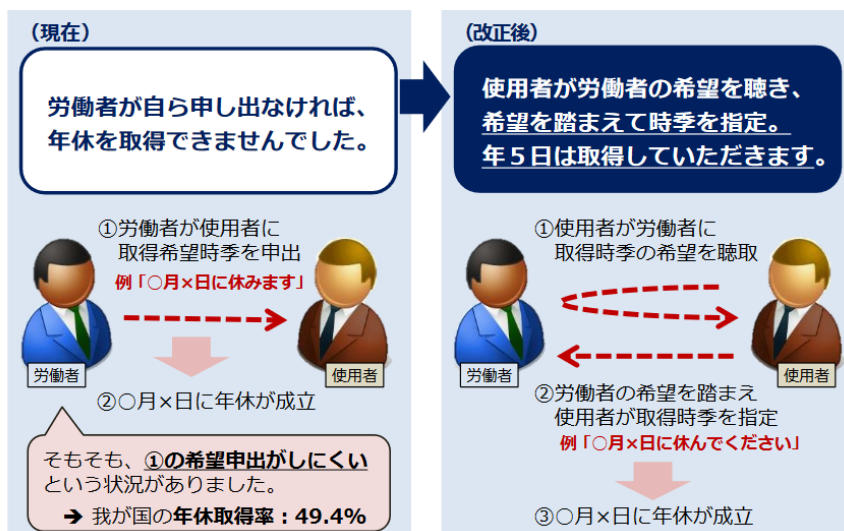 （現在）
労働者が自ら申し出なければ、
年休を取得できませんでした。
①労働者が使用者に
取得希望時季を申出
例「○月×日に休みます」
労働者
使用者
②○月×日に年休が成立
そもそも、①の希望申出がしにくい
という状況がありました。
→ 我が国の年休取得率：49.4%
（改正後）
使用者が労働者の希望を聴き、
希望を踏まえて時季を指定。
年５日は取得していただきます。
①使用者が労働者に
取得時季の希望を聴取
労働者
使用者
②労働者の希望を踏まえ
使用者が取得時季を指定
例「○月×日に休んでください」
③○月×日に年休が成立